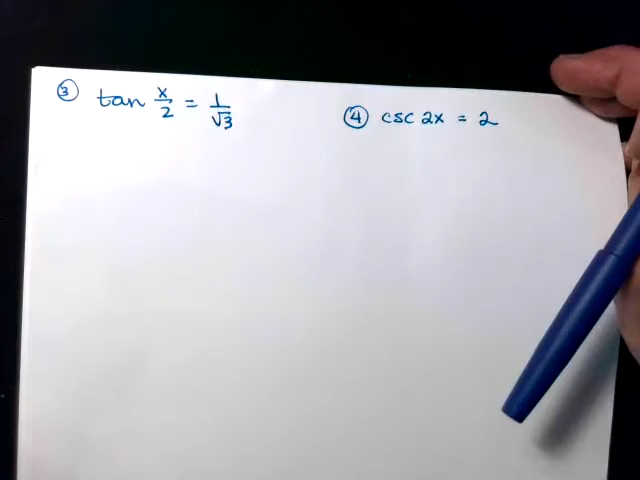 ③ tan x/2 = 1/√3
④ csc 2x = 2